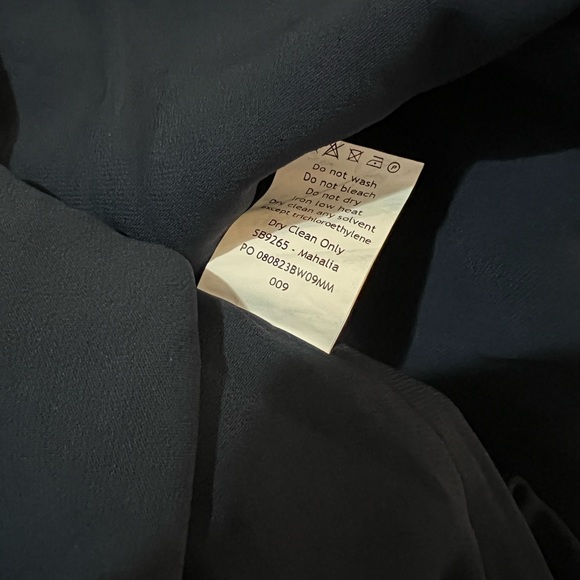 Do not wash
Do not bleach
Do not dry
Iron low heat
Dry clean any solvent
except trichloroethylene
Dry Clean Only
SB9265 - Mahalia
PO 080823BW09MM
009